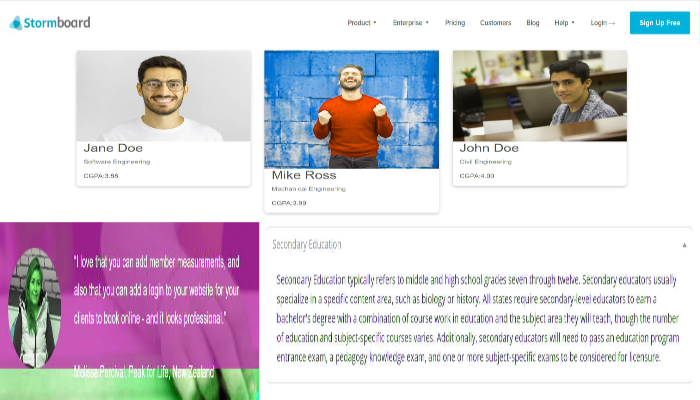 Stormboard
Product Enterprise Pricing Customers Blog Help Login → Sign Up Free
Jane Doe
Software Engineering
CGPA:3.98
Mike Ross
Mechanical Engineering
CGPA:3.99
John Doe
Civil Engineering
CGPA:4.00
"I love that you can add member measurements, and
also that you can add a login to your website for your
clients to book online - and it looks professional."
Melissa Percival, Peak for Life, New Zealand
Secondary Education
Secondary Education typically refers to middle and high school grades seven through twelve. Secondary educators usually
specialize in a specific content area, such as biology or history. All states require secondary-level educators to earn a
bachelor's degree with a combination of course work in education and the subject area they will teach, though the number
of education and subject-specific courses varies. Additionally, secondary educators will need to pass an education program
entrance exam, a pedagogy knowledge exam, and one or more subject-specific exams to be considered for licensure.